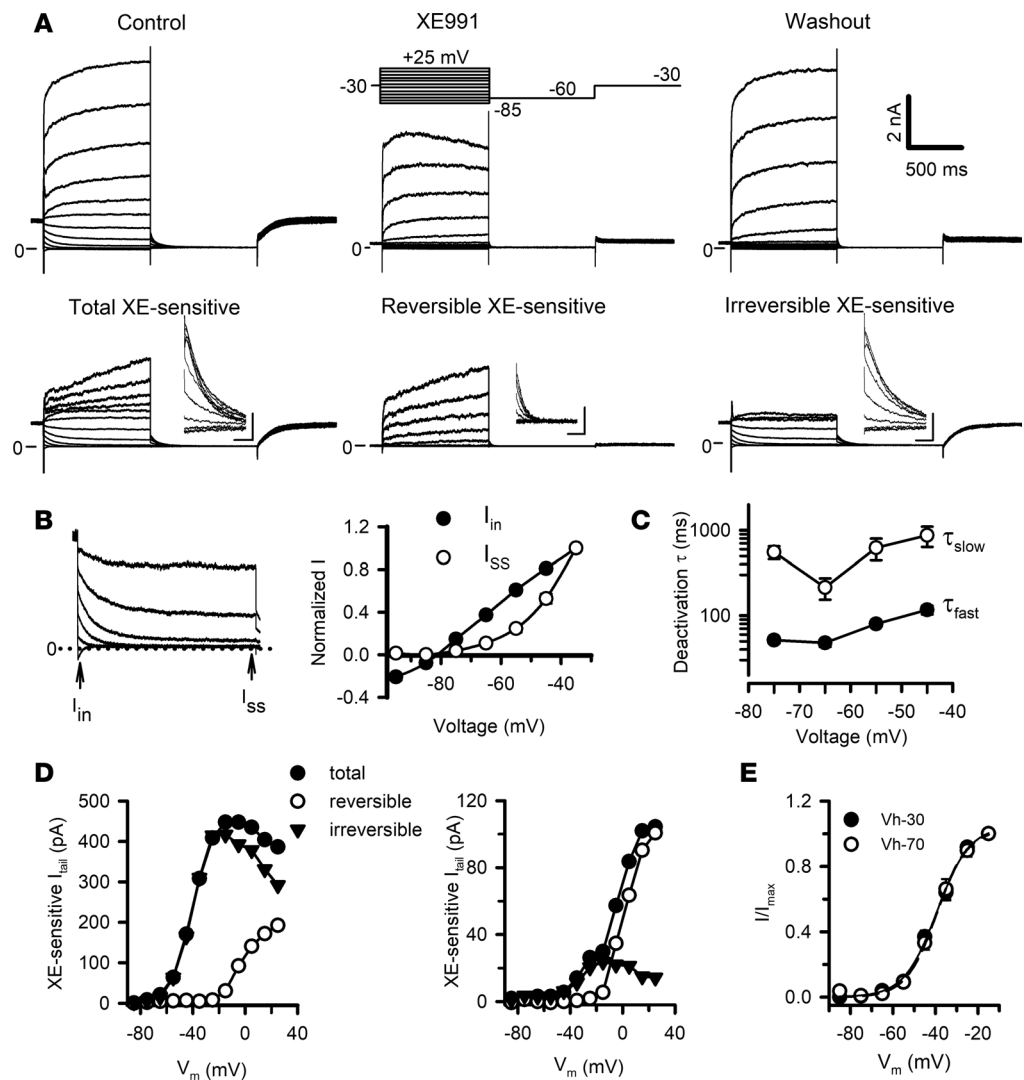 A
Control
XE991
Washout
+25 mV
-30
-60
-30
-85
2 nA
500 ms
0
0
0
Total XE-sensitive
Reversible XE-sensitive
Irreversible XE-sensitive
0
0
0
B
0
I_in
I_ss
Normalized I
1.2
0.8
0.4
0.0
-0.4
I_in
I_SS
-80 -60 -40
Voltage (mV)
C
Deactivation τ (ms)
1000
100
τ_slow
τ_fast
-80 -70 -60 -50 -40
Voltage (mV)
D
total
reversible
irreversible
XE-sensitive I_tail (pA)
500
400
300
200
100
0
-80 -40 0 40
V_m (mV)
XE-sensitive I_tail (pA)
120
80
40
0
-80 -40 0 40
V_m (mV)
E
Vh-30
Vh-70
I/I_max
1.2
0.8
0.4
0.0
-80 -60 -40 -20
V_m (mV)